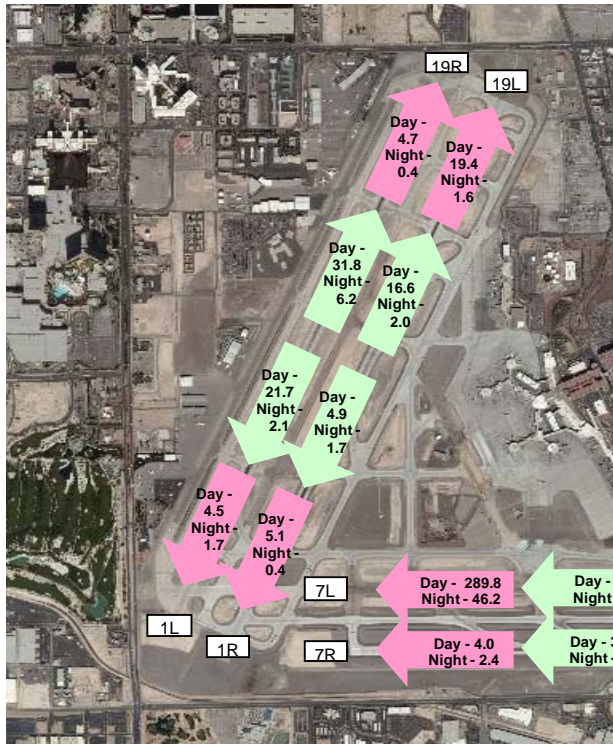 19R
19L
Day -
4.7
Night -
0.4
Day -
19.4
Night -
1.6
Day -
31.8
Night -
6.2
Day -
16.6
Night -
2.0
Day -
21.7
Night -
2.1
Day -
4.9
Night -
1.7
Day -
4.5
Night -
1.7
Day -
5.1
Night -
0.4
7L
Day - 289.8
Night - 46.2
Day -
Night
1L
1R
7R
Day - 4.0
Night - 2.4
Day - 3
Night -